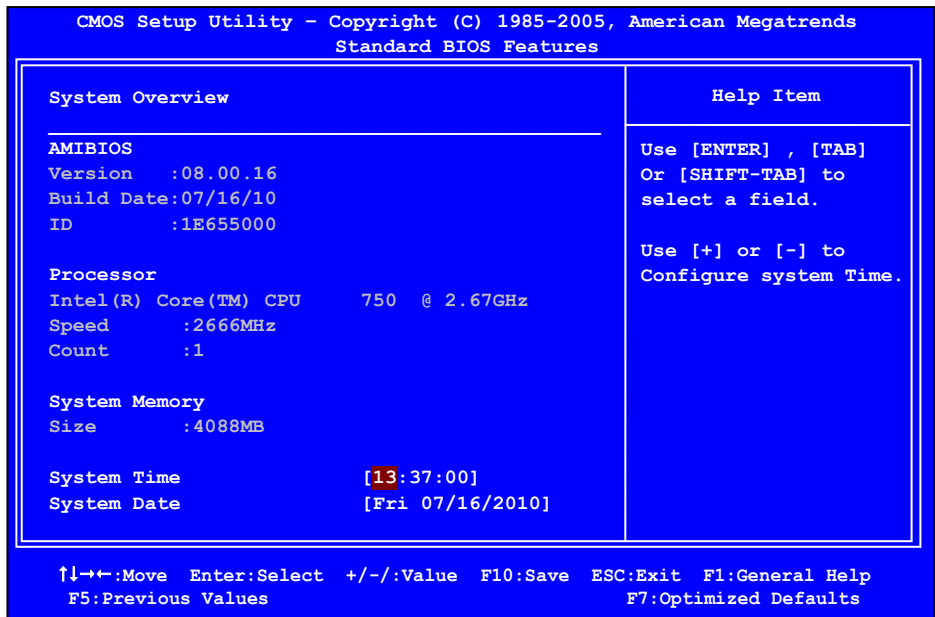 CMOS Setup Utility – Copyright (C) 1985-2005, American Megatrends
Standard BIOS Features
System Overview
Help Item
AMIBIOS
Version :08.00.16
Build Date:07/16/10
ID :1E655000
Processor
Intel(R) Core(TM) CPU 750 @ 2.67GHz
Speed :2666MHz
Count :1
System Memory
Size :4088MB
System Time [13:37:00]
System Date [Fri 07/16/2010]
Use [ENTER] , [TAB]
Or [SHIFT-TAB] to
select a field.
Use [+] or [-] to
Configure system Time.
↑↓→←:Move Enter:Select +/-/:Value F10:Save ESC:Exit F1:General Help
F5:Previous Values F7:Optimized Defaults